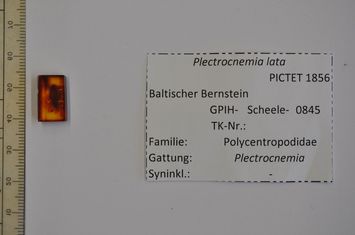 Plectrocnemia lata
PICTET 1856
Baltischer Bernstein
GPIH- Scheele- 0845
TK-Nr.:
Familie: Polycentropodidae
Gattung: Plectrocnemia
Syninkl.: -